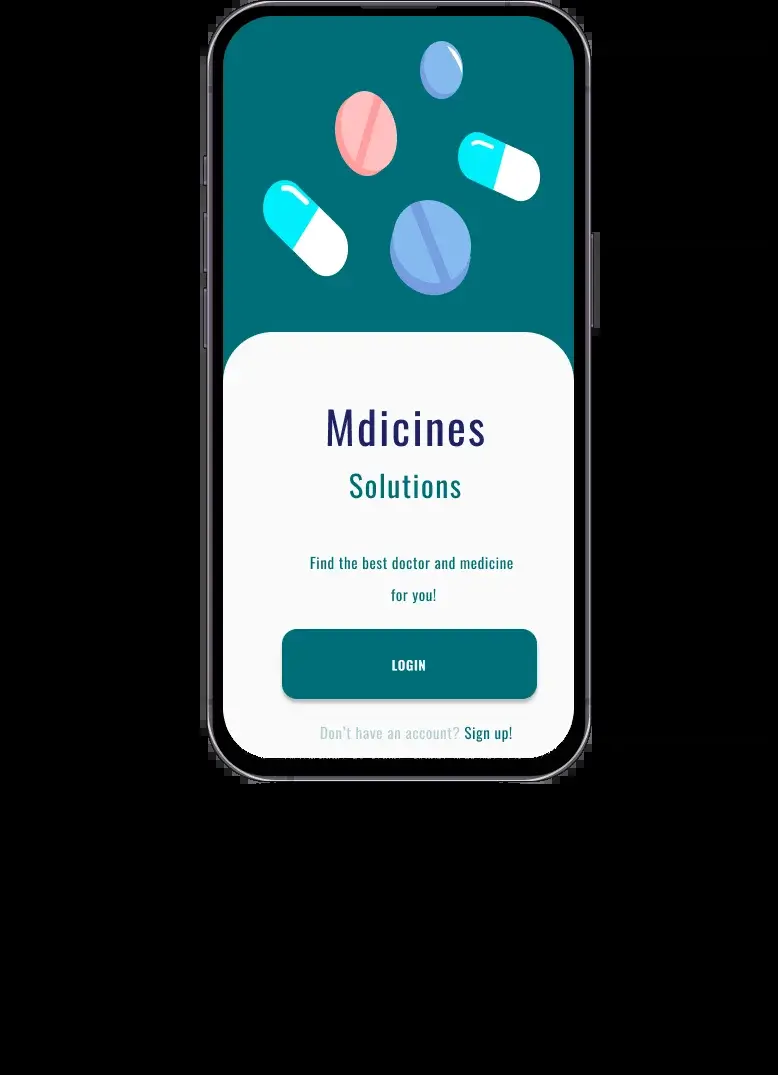 Mdicines
Solutions
Find the best doctor and medicine
for you!
LOGIN
Don't have an account? Sign up!